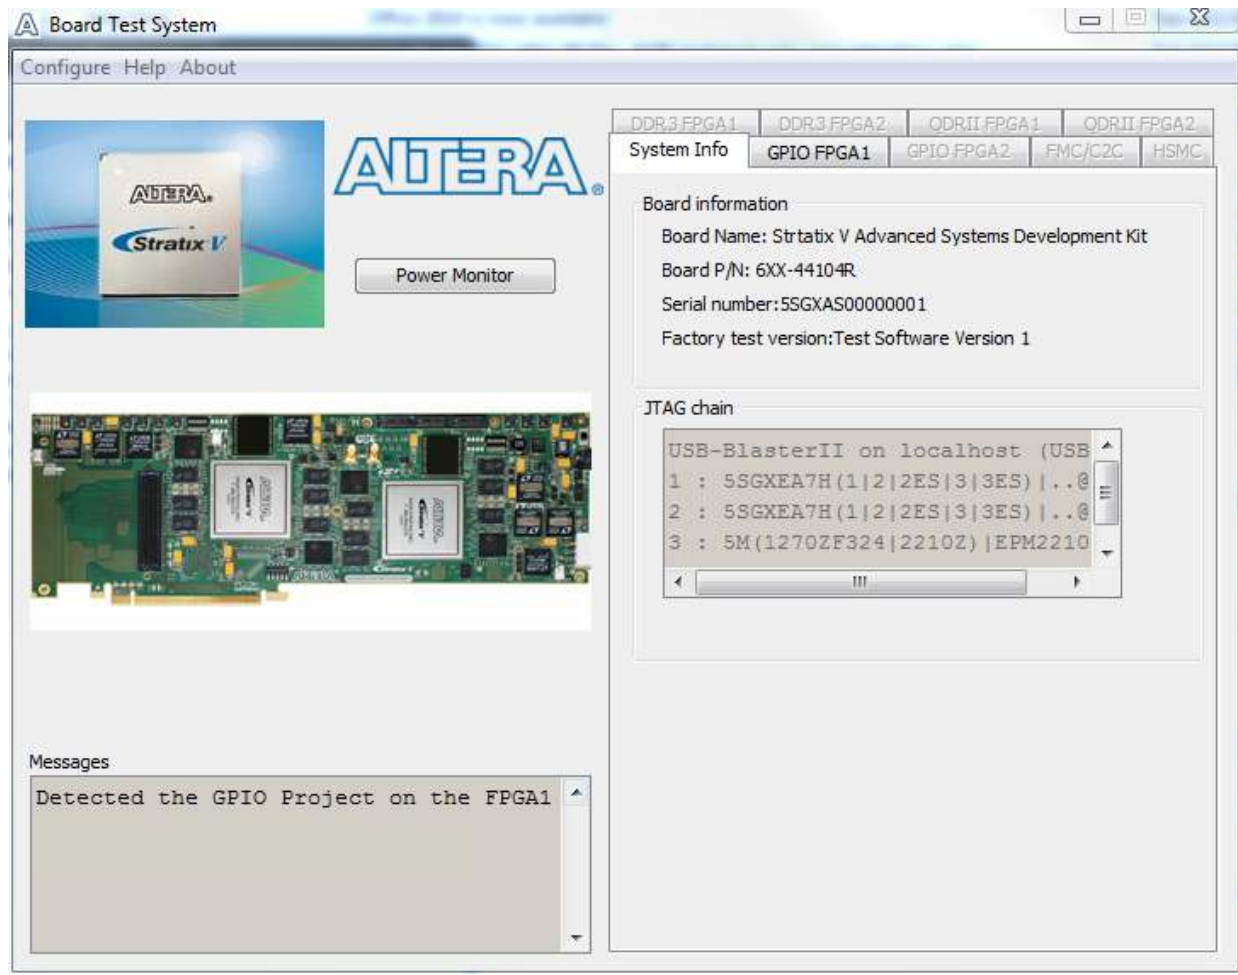 Board Test System
Configure Help About
ALTERA
Stratix V
ALTERA
Power Monitor
DDR3 FPGA1 DDR3 FPGA2 QDRII FPGA1 QDRII FPGA2
System Info GPIO FPGA1 GPIO FPGA2 FMC/C2C HSMC
Board information
Board Name: Strtatix V Advanced Systems Development Kit
Board P/N: 6XX-44104R
Serial number:5SGXAS00000001
Factory test version:Test Software Version 1
JTAG chain
USB-BlasterII on localhost (USB
1 : 5SGXEA7H(1|2|2ES|3|3ES)|..@
2 : 5SGXEA7H(1|2|2ES|3|3ES)|..@
3 : 5M(1270ZF324|2210Z)|EPM2210
Messages
Detected the GPIO Project on the FPGA1